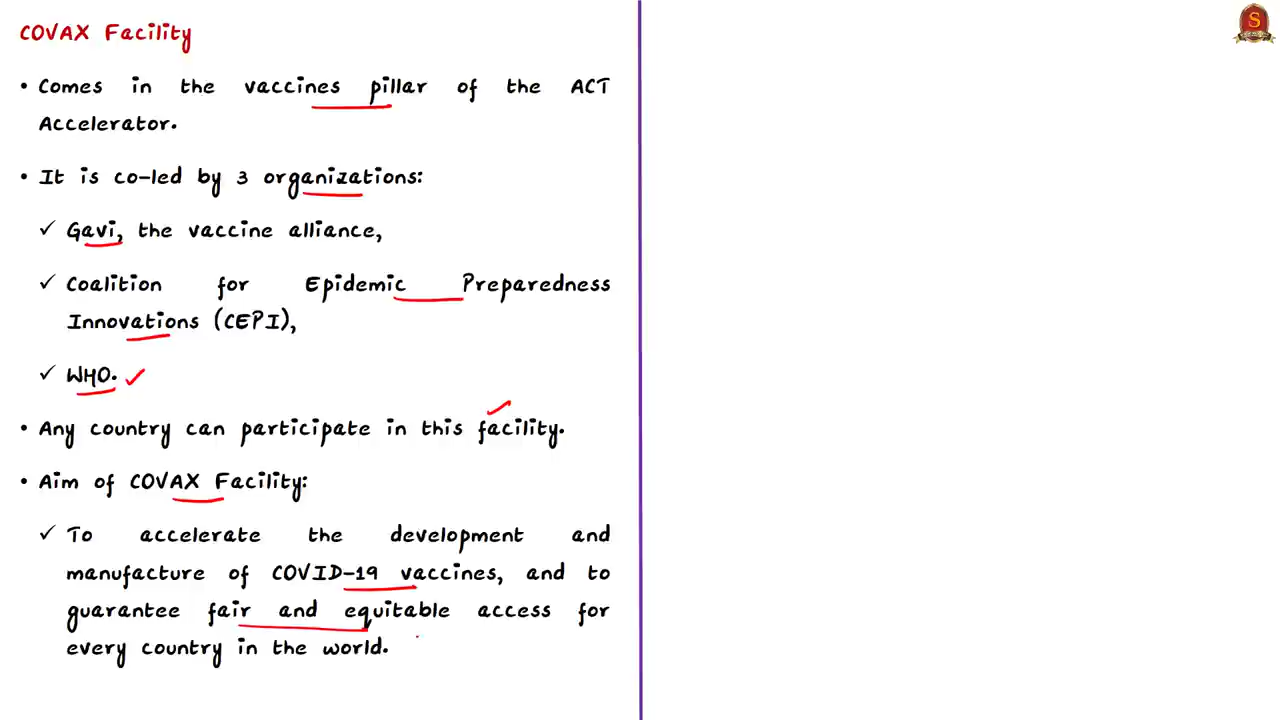 COVAX Facility
• Comes in the vaccines pillar of the ACT
Accelerator.
• It is co-led by 3 organizations:
✓ Gavi, the vaccine alliance,
✓ Coalition for Epidemic Preparedness
Innovations (CEPI),
✓ WHO.
• Any country can participate in this facility.
• Aim of COVAX Facility:
✓ To accelerate the development and
manufacture of COVID-19 vaccines, and to
guarantee fair and equitable access for
every country in the world.
S